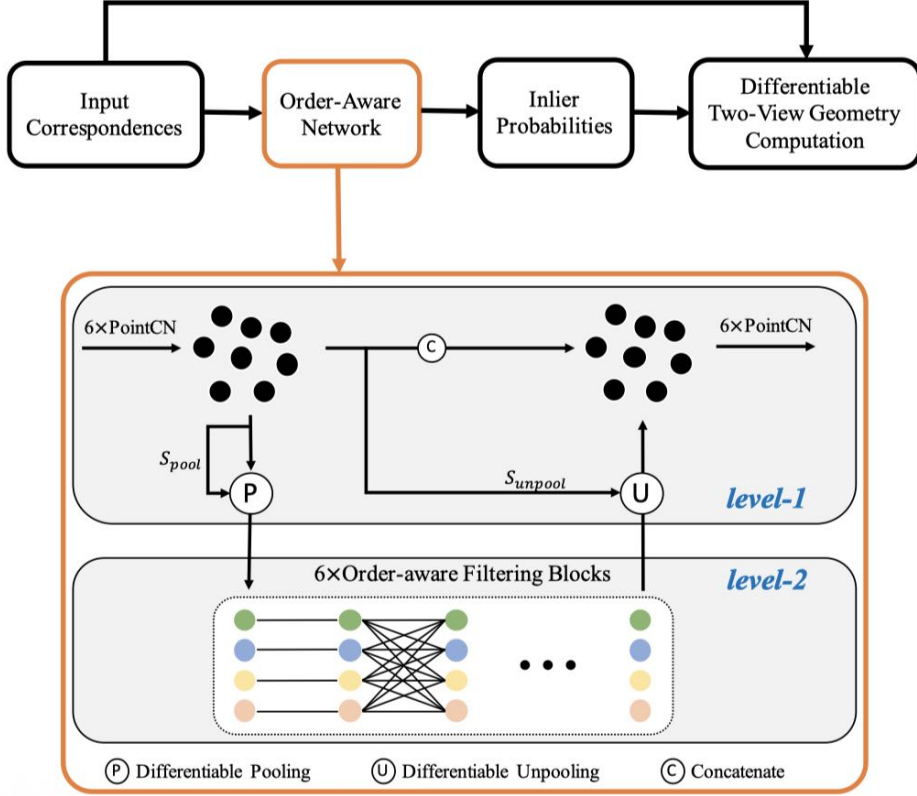 Input
Correspondences
Order-Aware
Network
Inlier
Probabilities
Differentiable
Two-View Geometry
Computation
6×PointCN
C
6×PointCN
S_pool
P
S_unpool
U
level-1
6×Order-aware Filtering Blocks
level-2
P Differentiable Pooling
U Differentiable Unpooling
C Concatenate